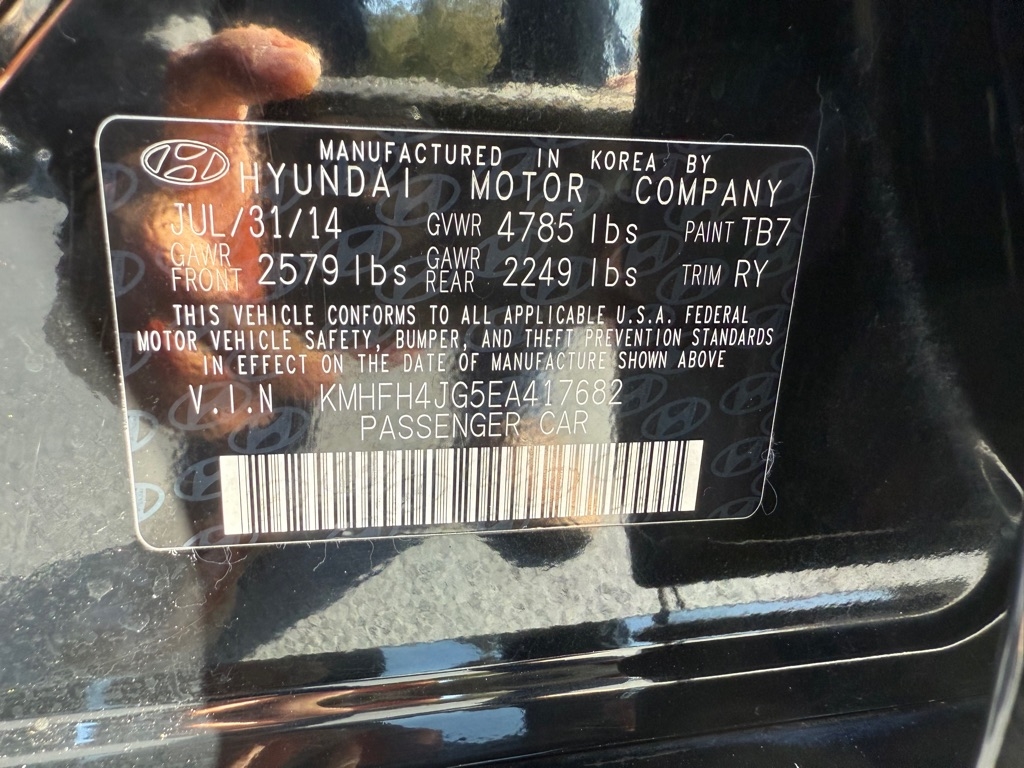 MANUFACTURED IN KOREA BY
HYUNDAI MOTOR COMPANY
JUL/31/14 GVWR 4785 lbs PAINT TB7
GAWR FRONT 2579 lbs GAWR REAR 2249 lbs TRIM RY
THIS VEHICLE CONFORMS TO ALL APPLICABLE U.S.A. FEDERAL
MOTOR VEHICLE SAFETY, BUMPER, AND THEFT PREVENTION STANDARDS
IN EFFECT ON THE DATE OF MANUFACTURE SHOWN ABOVE
V.I.N KMHFH4JG5EA417682
PASSENGER CAR